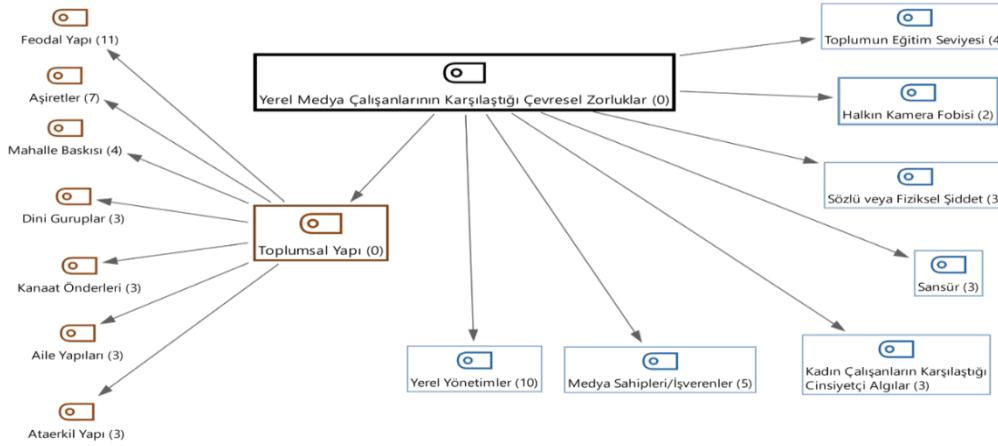 Feodal Yapı (11)
Aşiretler (7)
Mahalle Baskısı (4)
Dini Guruplar (3)
Kanaat Önderleri (3)
Aile Yapıları (3)
Ataerkil Yapı (3)
Yerel Medya Çalışanlarının Karşılaştığı Çevresel Zorluklar (0)
Toplumsal Yapı (0)
Toplumun Eğitim Seviyesi (4
Halkın Kamera Fobisi (2)
Sözlü veya Fiziksel Şiddet (3
Sansür (3)
Kadın Çalışanların Karşılaştığı
Cinsiyetçi Algılar (3)
Medya Sahipleri/İşverenler (5)
Yerel Yönetimler (10)